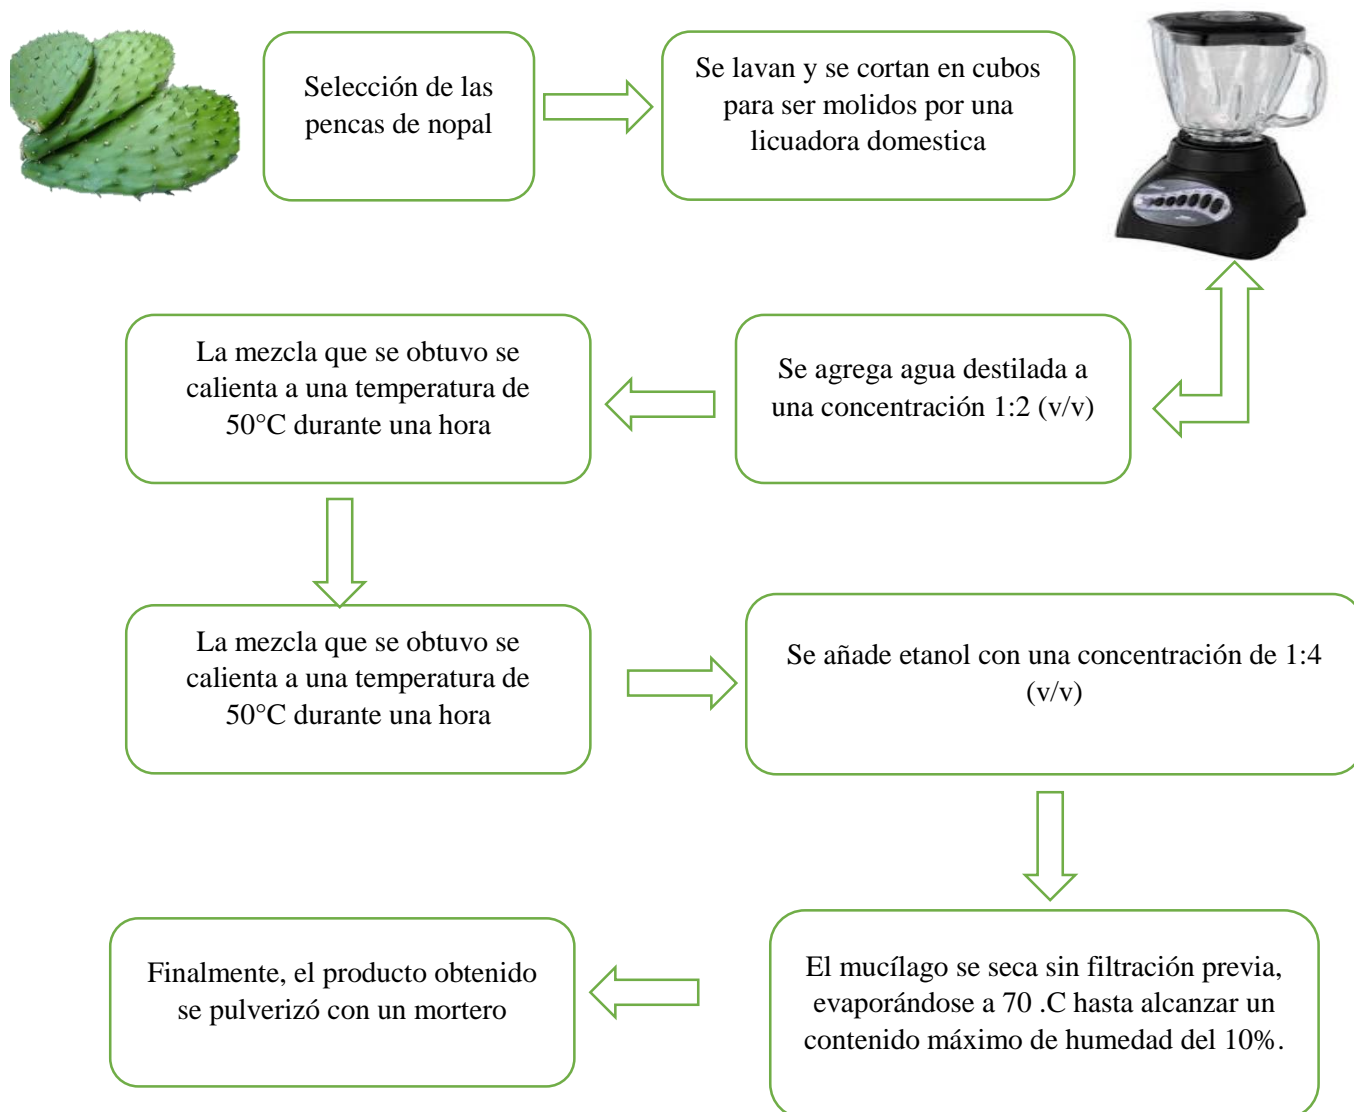 Selección de las
pencas de nopal
Se lavan y se cortan en cubos
para ser molidos por una
licuadora domestica
Se agrega agua destilada a
una concentración 1:2 (v/v)
La mezcla que se obtuvo se
calienta a una temperatura de
50°C durante una hora
La mezcla que se obtuvo se
calienta a una temperatura de
50°C durante una hora
Se añade etanol con una concentración de 1:4
(v/v)
El mucílago se seca sin filtración previa,
evaporándose a 70 .C hasta alcanzar un
contenido máximo de humedad del 10%.
Finalmente, el producto obtenido
se pulverizó con un mortero